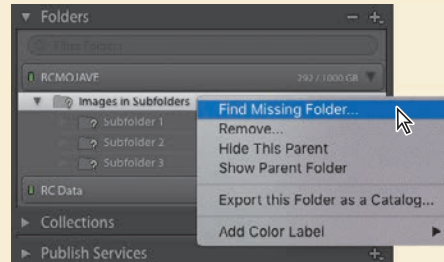 Folders
Filter Folders
RCMOJAVE 292 / 1000 GB
Images in Subfolders
Subfolder 1
Subfolder 2
Subfolder 3
RC Data
Collections
Publish Services
Find Missing Folder...
Remove...
Hide This Parent
Show Parent Folder
Export this Folder as a Catalog...
Add Color Label